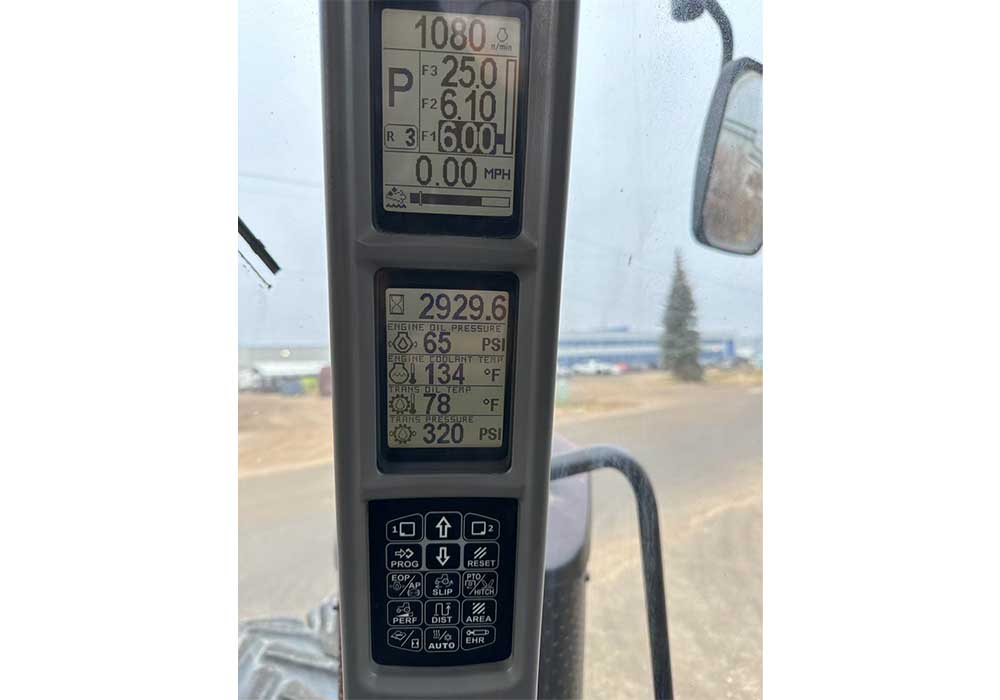 1080 n/min
P F3 25.0
F2 6.10
R 3 F1 6.00
0.00 MPH
2929.6
ENGINE OIL PRESSURE
65 PSI
ENGINE COOLANT TEMP
134 °F
TRANS OIL TEMP
78 °F
TRANS PRESSURE
320 PSI
1 2
PROG RESET
EOP /AP SLIP PTO /HITCH
PERF DIST AREA
AUTO EHR